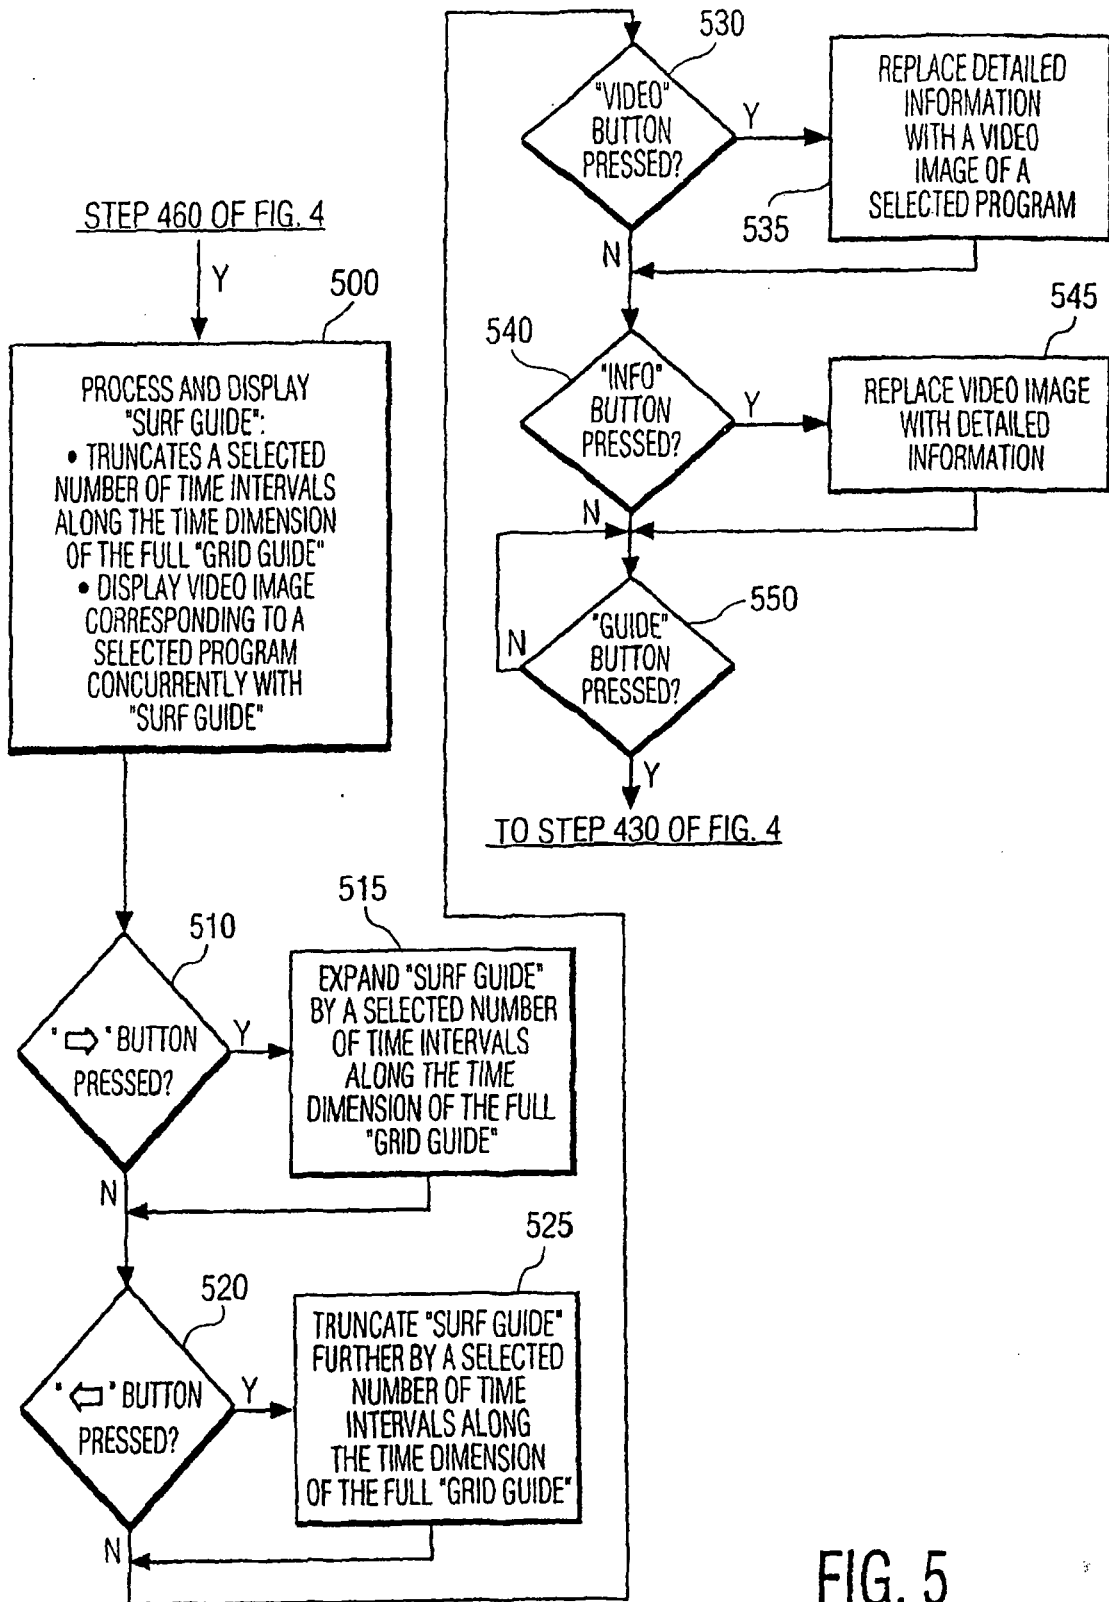 STEP 460 OF FIG. 4
Y
500
PROCESS AND DISPLAY
"SURF GUIDE":
• TRUNCATES A SELECTED
NUMBER OF TIME INTERVALS
ALONG THE TIME DIMENSION
OF THE FULL "GRID GUIDE"
• DISPLAY VIDEO IMAGE
CORRESPONDING TO A
SELECTED PROGRAM
CONCURRENTLY WITH
"SURF GUIDE"
510
"⇨" BUTTON
PRESSED?
Y
N
515
EXPAND "SURF GUIDE"
BY A SELECTED NUMBER
OF TIME INTERVALS
ALONG THE TIME
DIMENSION OF THE FULL
"GRID GUIDE"
520
"⇦" BUTTON
PRESSED?
Y
N
525
TRUNCATE "SURF GUIDE"
FURTHER BY A SELECTED
NUMBER OF TIME
INTERVALS ALONG
THE TIME DIMENSION
OF THE FULL "GRID GUIDE"
530
"VIDEO"
BUTTON
PRESSED?
Y
N
535
REPLACE DETAILED
INFORMATION
WITH A VIDEO
IMAGE OF A
SELECTED PROGRAM
540
"INFO"
BUTTON
PRESSED?
Y
N
545
REPLACE VIDEO IMAGE
WITH DETAILED
INFORMATION
550
"GUIDE"
BUTTON
PRESSED?
N
Y
TO STEP 430 OF FIG. 4
FIG. 5